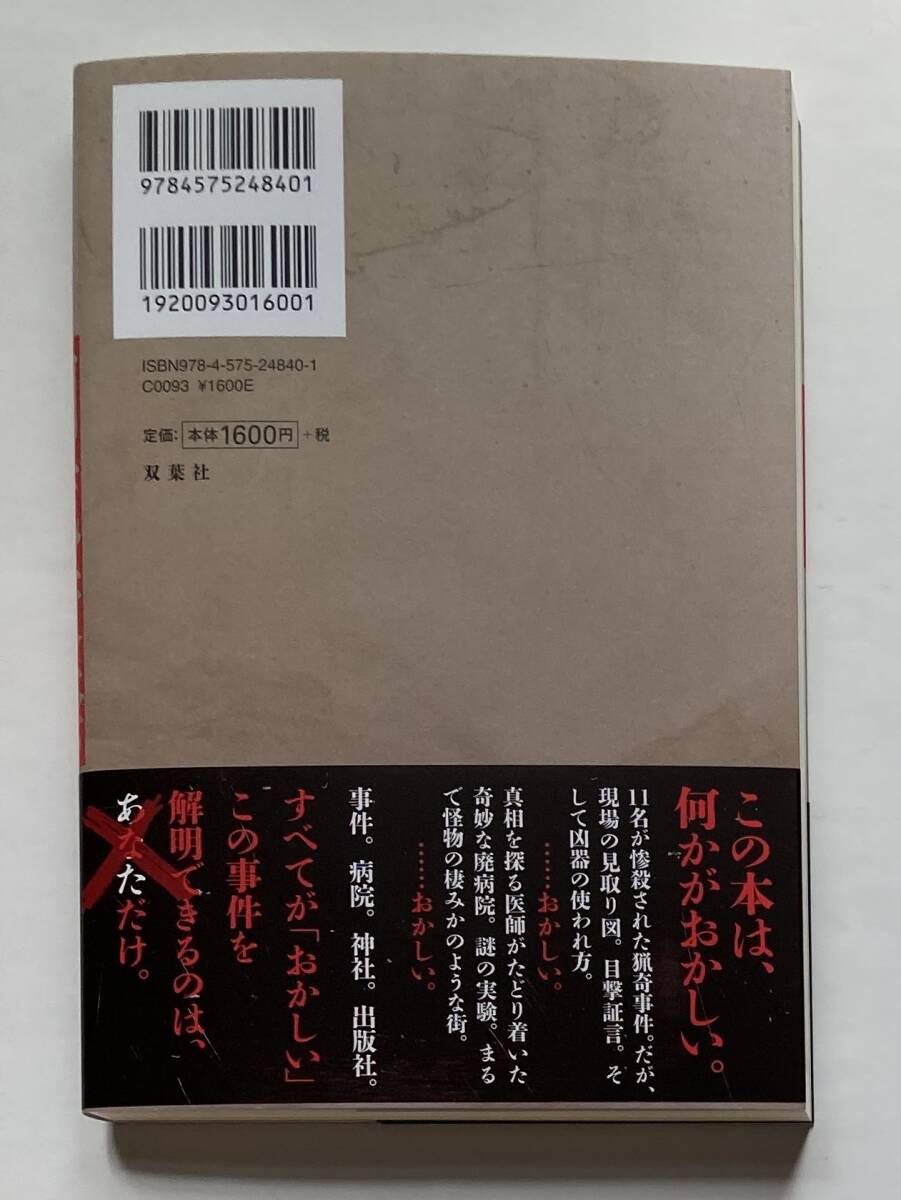 9784575248401
1920093016001
ISBN978-4-575-24840-1
C0093 ¥1600E
定価：本体1600円＋税
双葉社
この本は、
何かがおかしい。
11名が惨殺された猟奇事件。だが、
現場の見取り図。目撃証言。そ
して凶器の使われ方。
……おかしい。
真相を探る医師がたどり着いた
奇妙な廃病院。謎の実験。まる
で怪物の棲みかのような街。
……おかしい。
事件。病院。神社。出版社。
すべてが「おかしい」
この事件を
解明できるのは、
あなただけ。